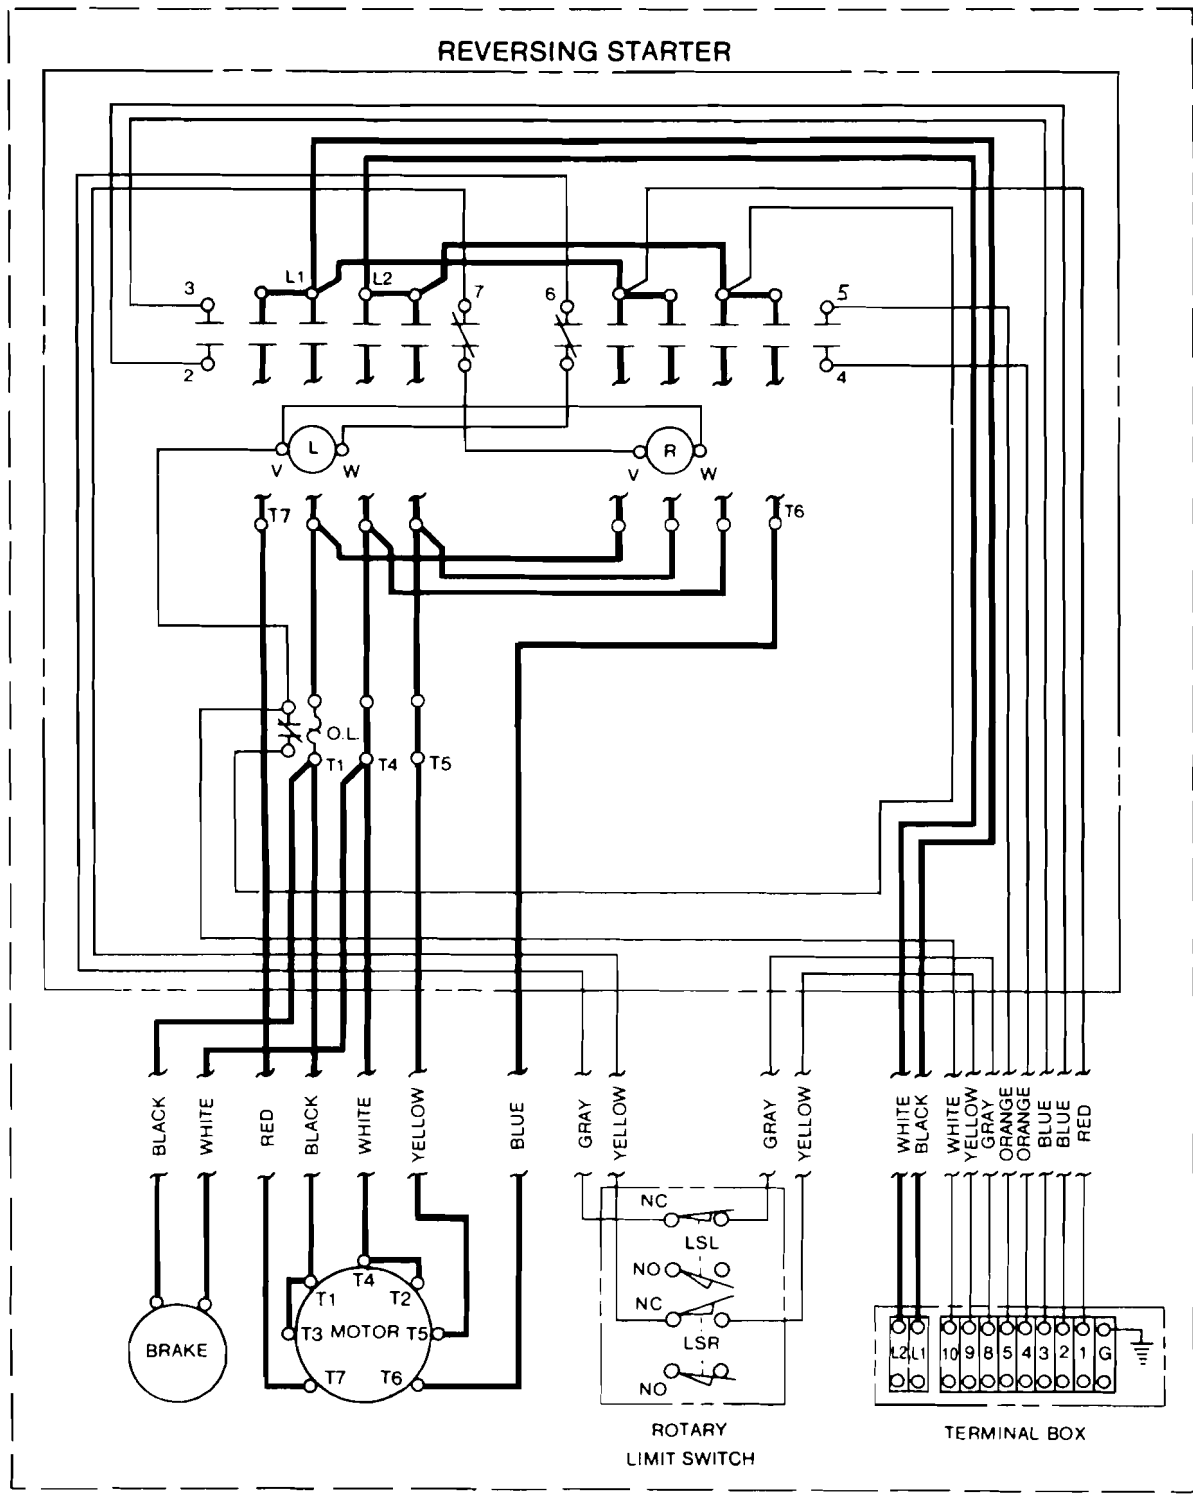 REVERSING STARTER
L1
L2
3
7
6
5
2
4
L
V
W
R
V
W
T7
T6
O.L.
T1
T4
T5
BLACK
WHITE
RED
BLACK
WHITE
YELLOW
BLUE
GRAY
YELLOW
GRAY
YELLOW
WHITE
BLACK
WHITE
YELLOW
GRAY
ORANGE
ORANGE
BLUE
BLUE
RED
NC
LSL
NO
NC
LSR
NO
T4
T1
T2
T3
MOTOR
T5
T7
T6
BRAKE
L2
L1
10
9
8
5
4
3
2
1
G
ROTARY
LIMIT SWITCH
TERMINAL BOX